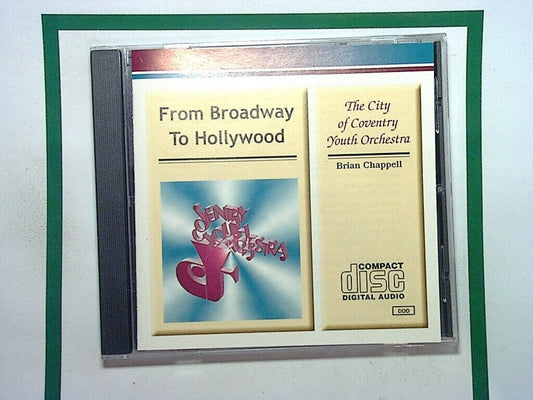 From Broadway
To Hollywood
The City
of Coventry
Youth Orchestra
Brian Chappell
COMPACT
disc
DIGITAL AUDIO
DDD